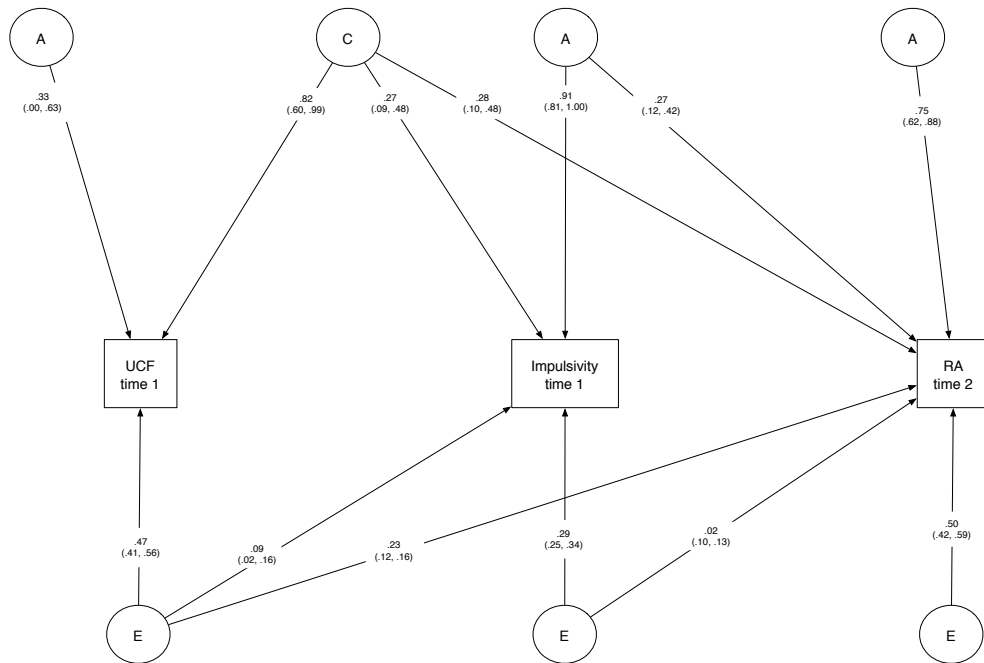 A
C
A
A
.33
(.00, .63)
.82
(.60, .99)
.27
(.09, .48)
.28
(.10, .48)
.91
(.81, 1.00)
.27
(.12, .42)
.75
(.62, .88)
UCF
time 1
Impulsivity
time 1
RA
time 2
.47
(.41, .56)
.09
(.02, .16)
.23
(.12, .16)
.29
(.25, .34)
.02
(.10, .13)
.50
(.42, .59)
E
E
E